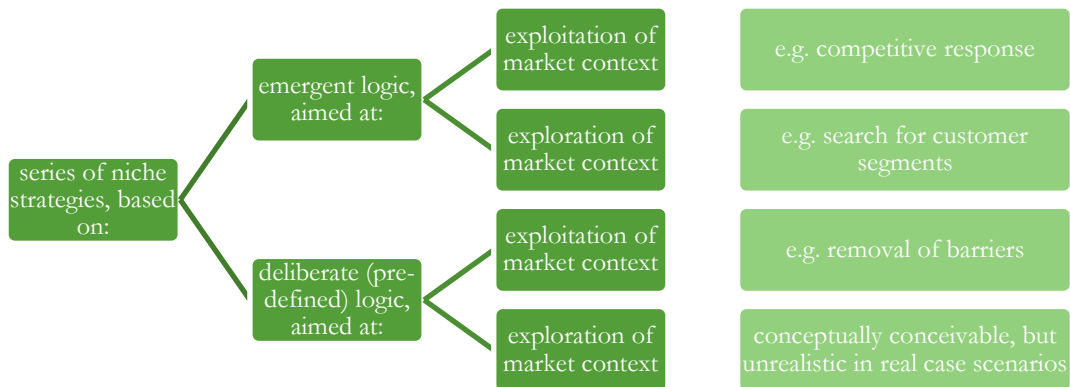 series of niche
strategies, based
on:
emergent logic,
aimed at:
exploitation of
market context
e.g. competitive response
exploration of
market context
e.g. search for customer
segments
deliberate (pre-
defined) logic,
aimed at:
exploitation of
market context
e.g. removal of barriers
exploration of
market context
conceptually conceivable, but
unrealistic in real case scenarios